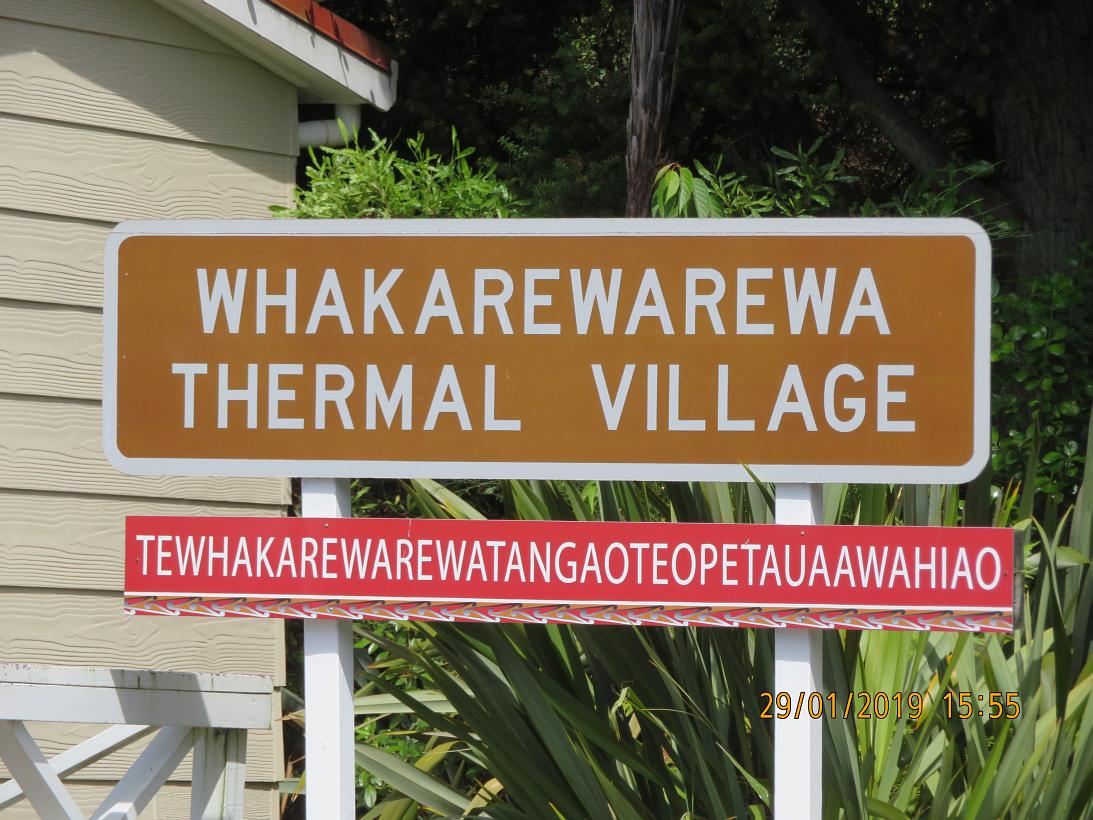 WHAKAREWAREWA
THERMAL VILLAGE
TEWHAKAREWAREWATANGAOTEOPETAUAAWAHIAO
29/01/2019 15:55